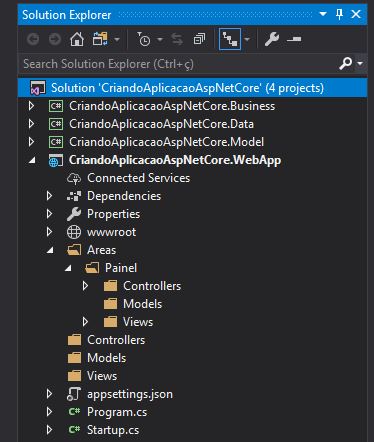 Solution Explorer
Search Solution Explorer (Ctrl+ç)
Solution 'CriandoAplicacaoAspNetCore' (4 projects)
C# CriandoAplicacaoAspNetCore.Business
C# CriandoAplicacaoAspNetCore.Data
C# CriandoAplicacaoAspNetCore.Model
CriandoAplicacaoAspNetCore.WebApp
Connected Services
Dependencies
Properties
wwwroot
Areas
Painel
Controllers
Models
Views
Controllers
Models
Views
appsettings.json
C# Program.cs
C# Startup.cs